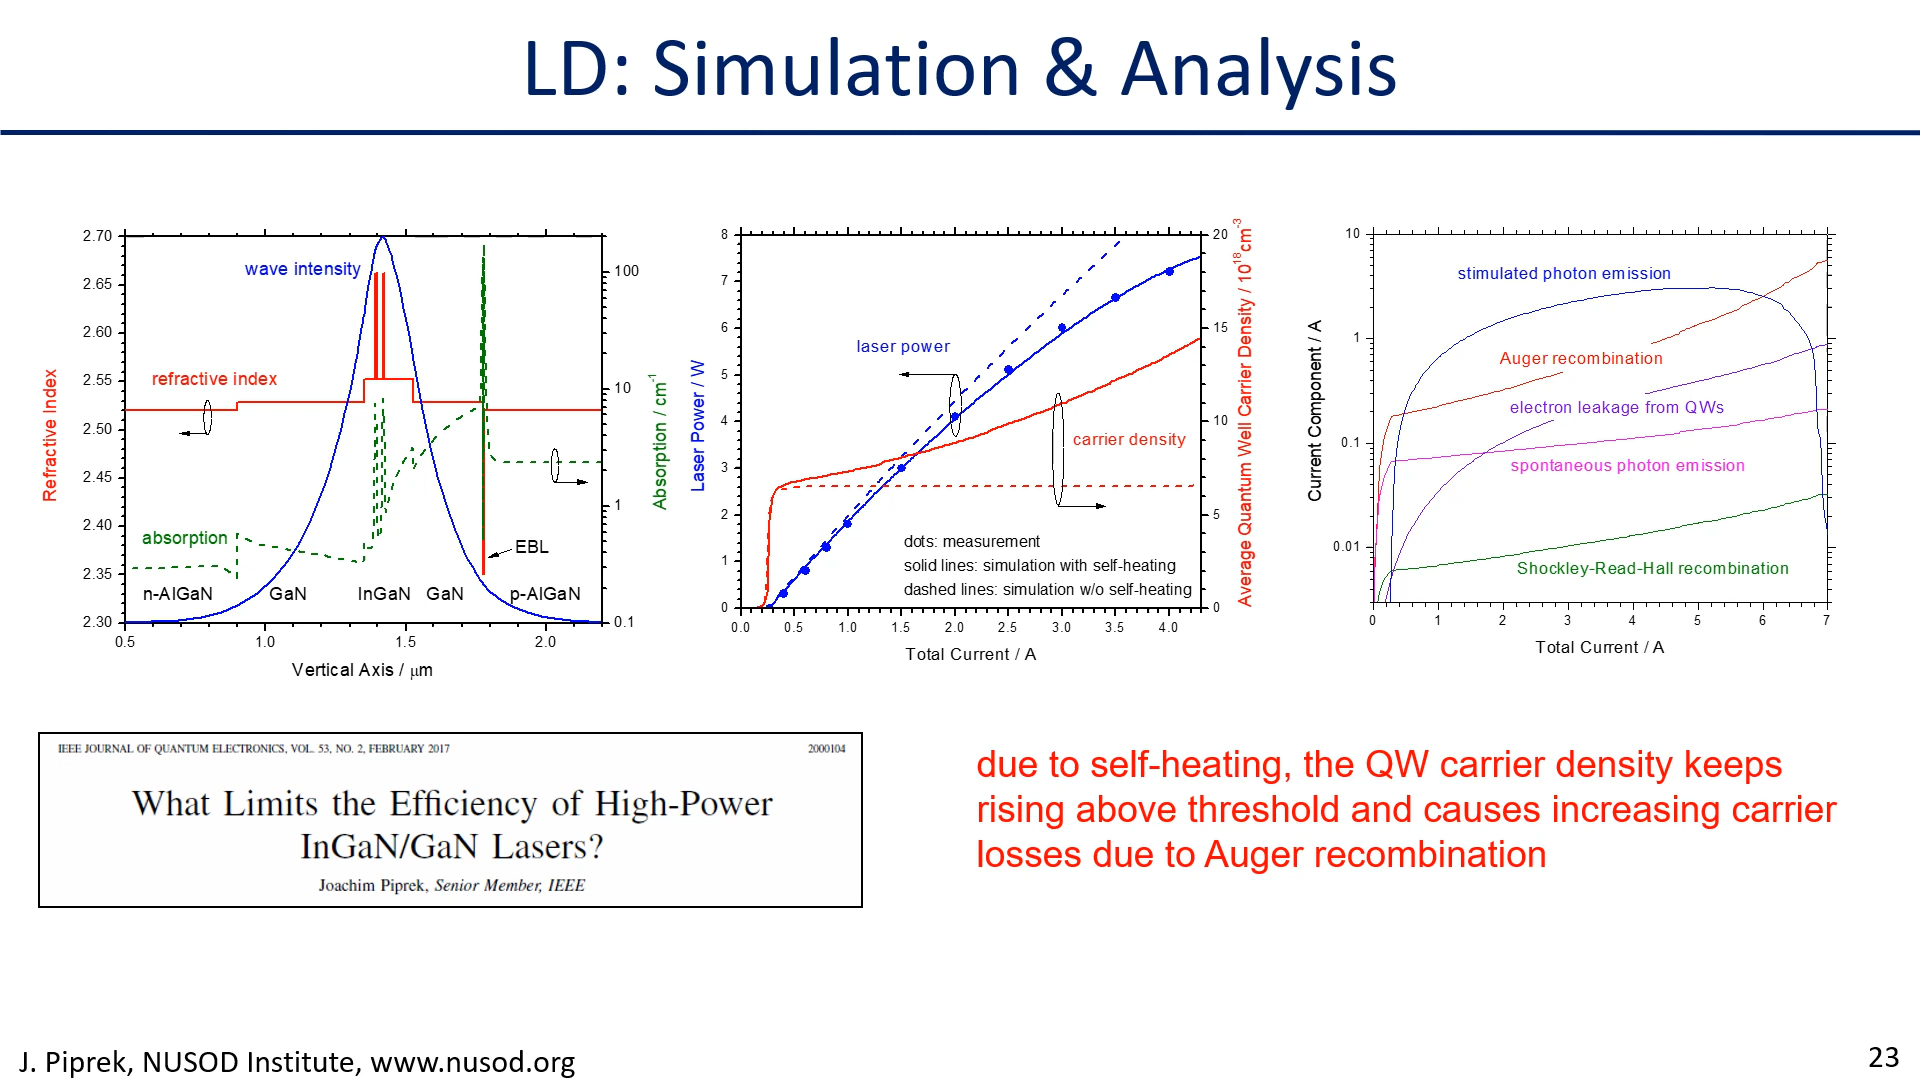 LD: Simulation & Analysis
2.70
2.65
2.60
2.55
2.50
2.45
2.40
2.35
2.30
Refractive Index
wave intensity
refractive index
absorption
EBL
n-AlGaN GaN InGaN GaN p-AlGaN
100
10
1
0.1
Absorption / cm-1
0.5 1.0 1.5 2.0
Vertical Axis / μm
8
7
6
5
4
3
2
1
0
Laser Power / W
laser power
carrier density
dots: measurement
solid lines: simulation with self-heating
dashed lines: simulation w/o self-heating
20
15
10
5
0
Average Quantum Well Carrier Density / 10^18 cm-3
0.0 0.5 1.0 1.5 2.0 2.5 3.0 3.5 4.0
Total Current / A
10
1
0.1
0.01
Current Component / A
stimulated photon emission
Auger recombination
electron leakage from QWs
spontaneous photon emission
Shockley-Read-Hall recombination
0 1 2 3 4 5 6 7
Total Current / A
IEEE JOURNAL OF QUANTUM ELECTRONICS, VOL. 53, NO. 2, FEBRUARY 2017 2000104
What Limits the Efficiency of High-Power
InGaN/GaN Lasers?
Joachim Piprek, Senior Member, IEEE
due to self-heating, the QW carrier density keeps
rising above threshold and causes increasing carrier
losses due to Auger recombination
J. Piprek, NUSOD Institute, www.nusod.org
23